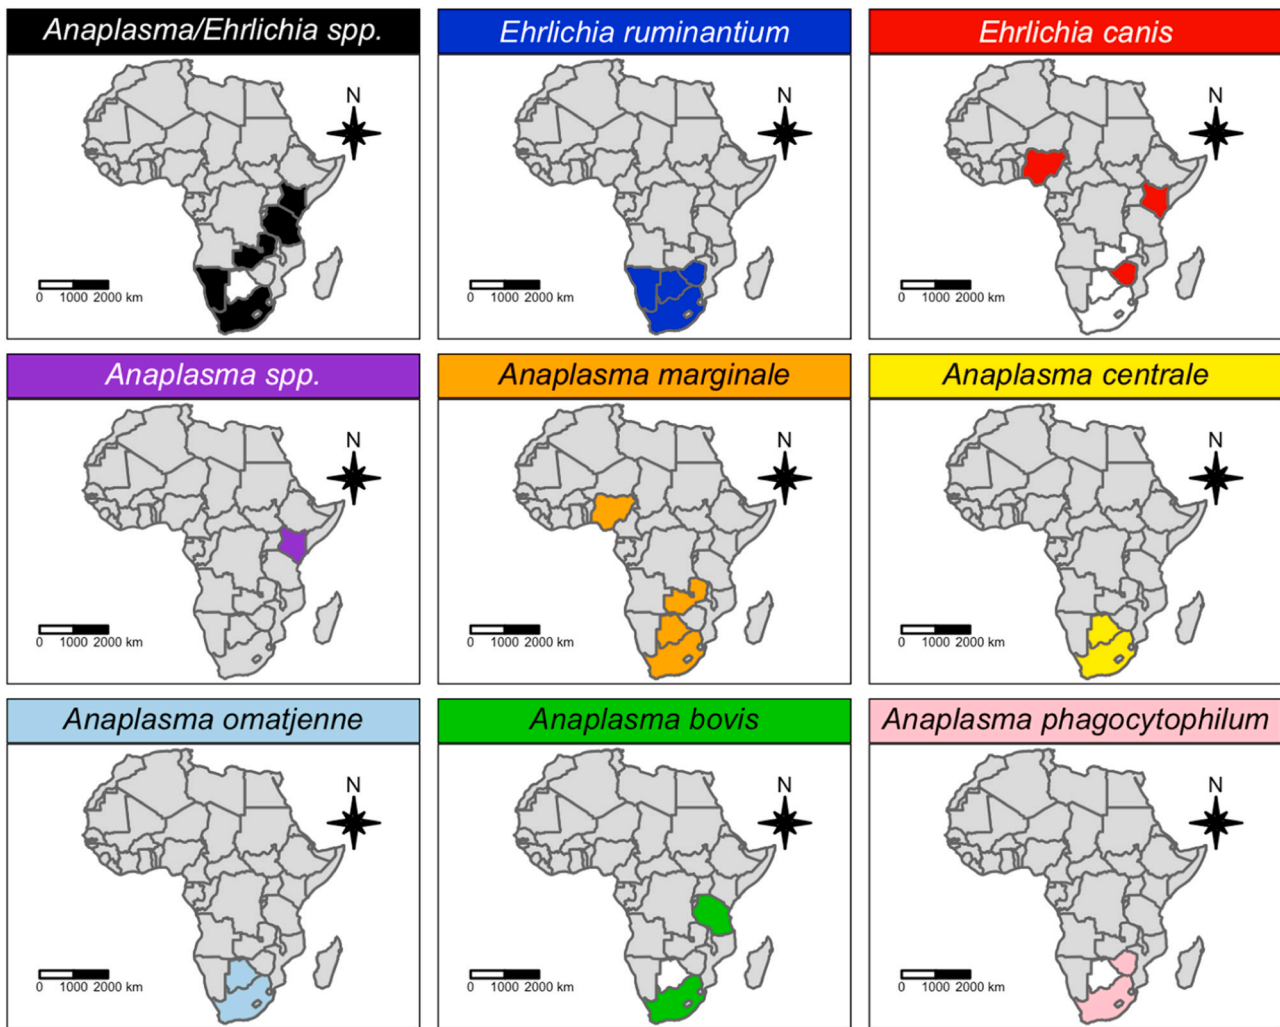 Anaplasma/Ehrlichia spp.
Ehrlichia ruminantium
Ehrlichia canis
N
0 1000 2000 km
N
0 1000 2000 km
N
0 1000 2000 km
Anaplasma spp.
Anaplasma marginale
Anaplasma centrale
N
0 1000 2000 km
N
0 1000 2000 km
N
0 1000 2000 km
Anaplasma omatjenne
Anaplasma bovis
Anaplasma phagocytophilum
N
0 1000 2000 km
N
0 1000 2000 km
N
0 1000 2000 km